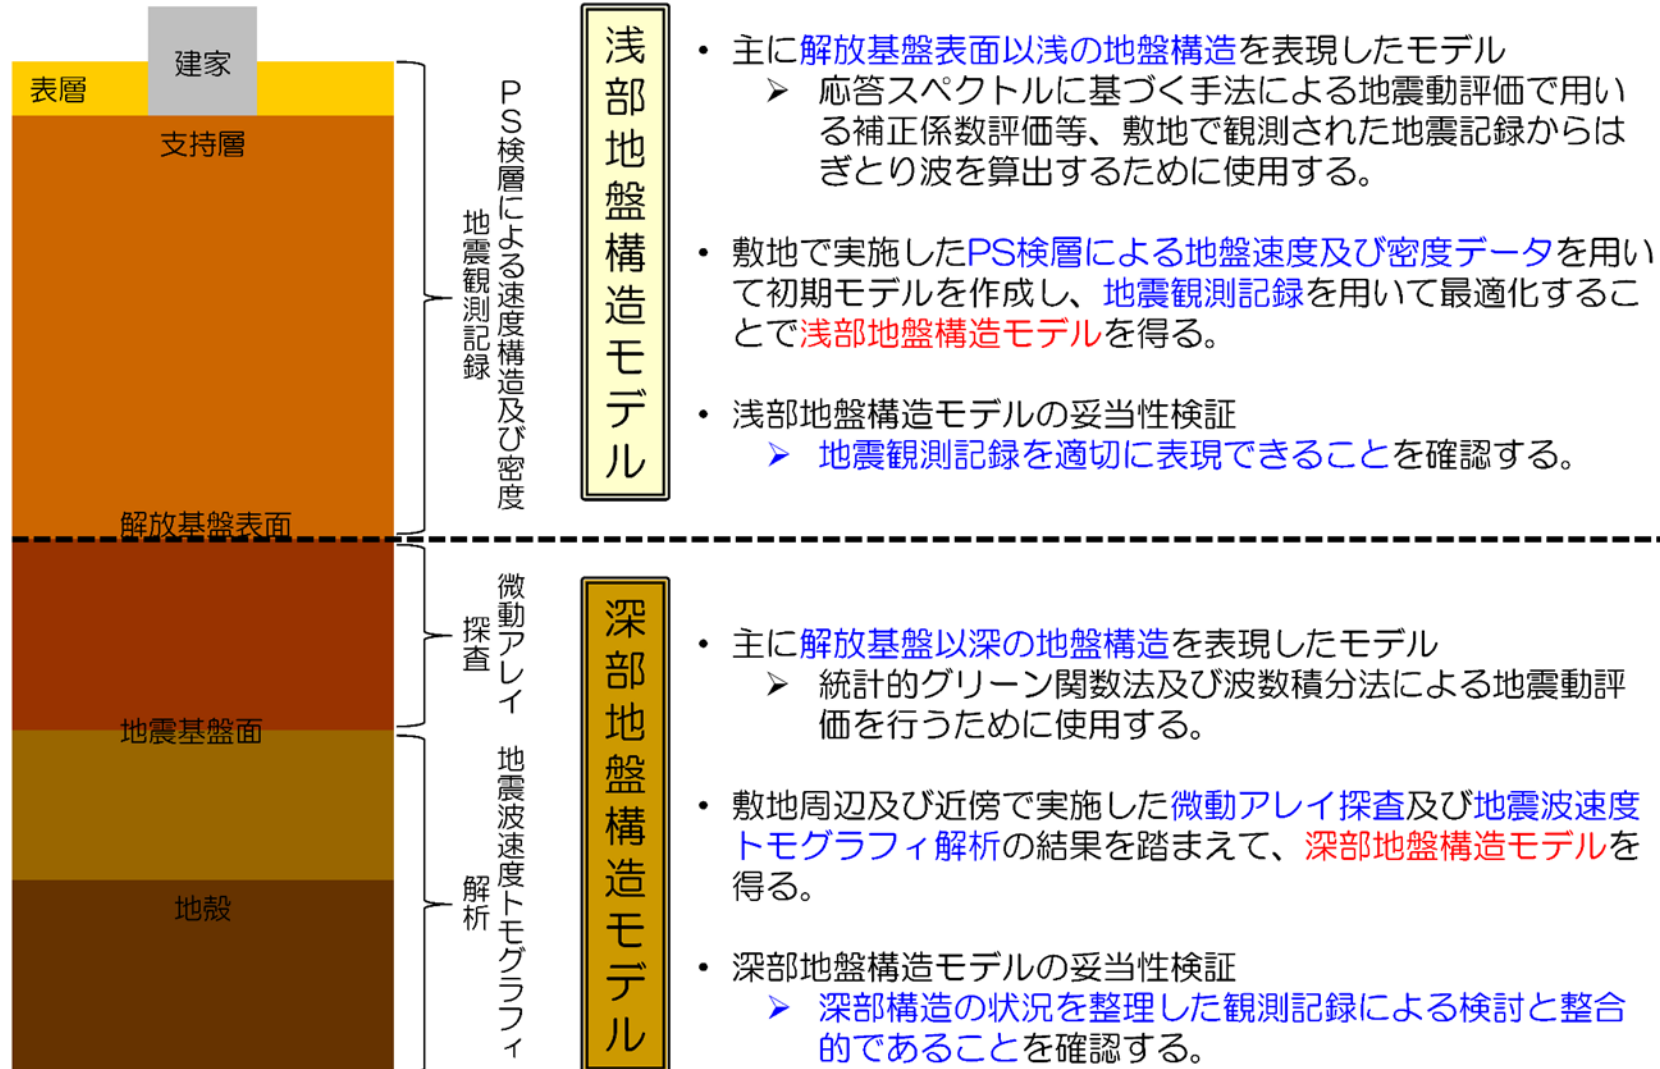 建家
表層
支持層
解放基盤表面
地震基盤面
地殻
PS検層による速度構造及び密度
地震観測記録
微動アレイ
探査
地震波速度トモグラフィ
解析
浅部地盤構造モデル
• 主に解放基盤表面以浅の地盤構造を表現したモデル
➢ 応答スペクトルに基づく手法による地震動評価で用い
る補正係数評価等、敷地で観測された地震記録からは
ぎとり波を算出するために使用する。
• 敷地で実施したPS検層による地盤速度及び密度データを用い
て初期モデルを作成し、地震観測記録を用いて最適化するこ
とで浅部地盤構造モデルを得る。
• 浅部地盤構造モデルの妥当性検証
➢ 地震観測記録を適切に表現できることを確認する。
深部地盤構造モデル
• 主に解放基盤以深の地盤構造を表現したモデル
➢ 統計的グリーン関数法及び波数積分法による地震動評
価を行うために使用する。
• 敷地周辺及び近傍で実施した微動アレイ探査及び地震波速度
トモグラフィ解析の結果を踏まえて、深部地盤構造モデルを
得る。
• 深部地盤構造モデルの妥当性検証
➢ 深部構造の状況を整理した観測記録による検討と整合
的であることを確認する。